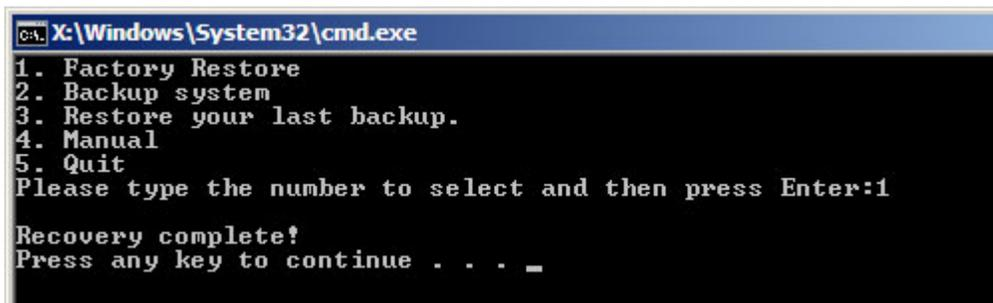 X:\Windows\System32\cmd.exe
1. Factory Restore
2. Backup system
3. Restore your last backup.
4. Manual
5. Quit
Please type the number to select and then press Enter:1
Recovery complete!
Press any key to continue . . . _